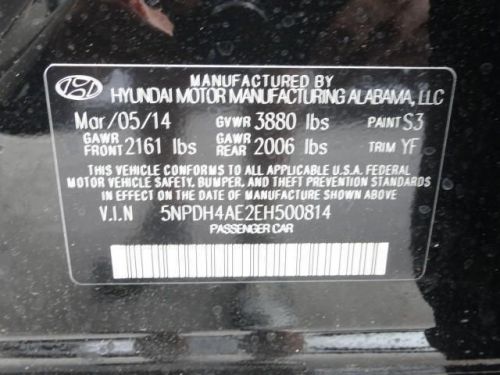 MANUFACTURED BY
HYUNDAI MOTOR MANUFACTURING ALABAMA, LLC
Mar/05/14 GVWR 3880 lbs PAINT S3
GAWR FRONT 2161 lbs GAWR REAR 2006 lbs TRIM YF
THIS VEHICLE CONFORMS TO ALL APPLICABLE U.S.A. FEDERAL
MOTOR VEHICLE SAFETY, BUMPER, AND THEFT PREVENTION STANDARDS
IN EFFECT ON THE DATE OF MANUFACTURE SHOWN ABOVE.
V.I.N 5NPDH4AE2EH500814
PASSENGER CAR